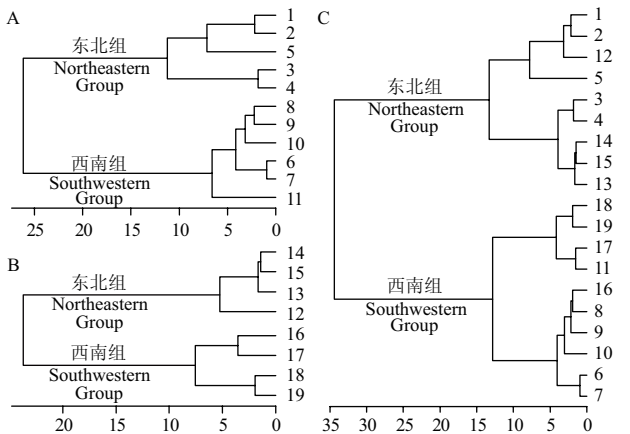 A
1
2
5
3
4
8
9
10
6
7
11
东北组
Northeastern
Group
西南组
Southwestern
Group
25 20 15 10 5 0
B
14
15
13
12
16
17
18
19
东北组
Northeastern
Group
西南组
Southwestern
Group
20 15 10 5 0
C
1
2
12
5
3
4
14
15
13
18
19
17
11
16
8
9
10
6
7
东北组
Northeastern
Group
西南组
Southwestern
Group
35 30 25 20 15 10 5 0